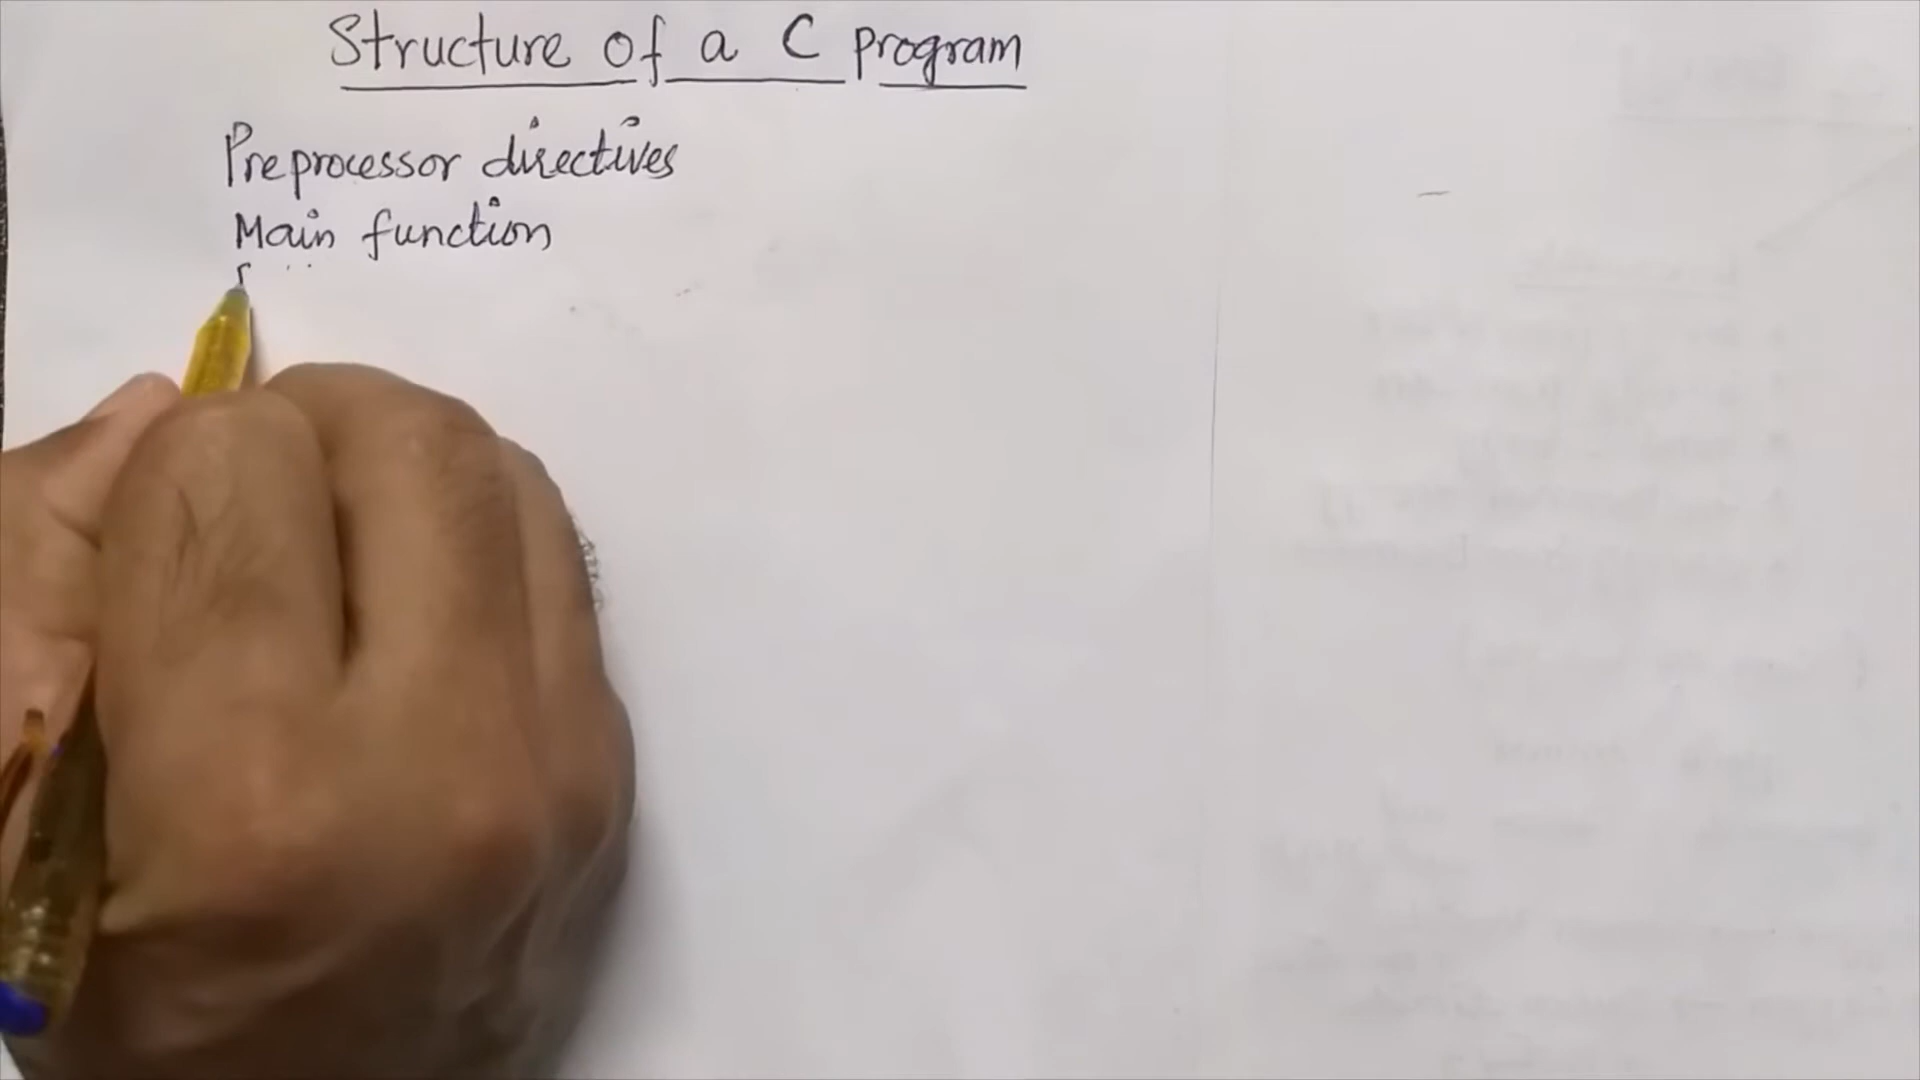 Structure of a C program
Preprocessor directives
Main function